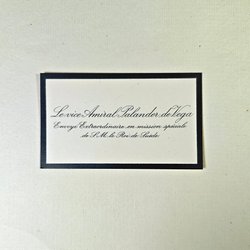 Le vice Amiral Palander de Vega
Envoyé Extraordinaire en mission spéciale
de S.M. le Roi de Suède